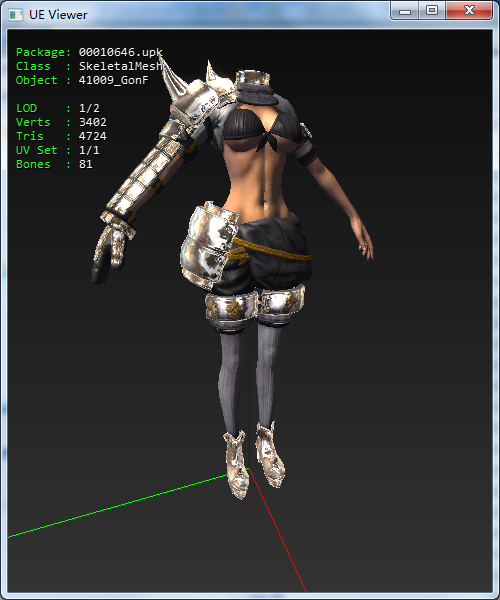 UE Viewer
Package: 00010646.upk
Class : SkeletalMesh
Object : 41009_GonF
LOD : 1/2
Verts : 3402
Tris : 4724
UV Set : 1/1
Bones : 81